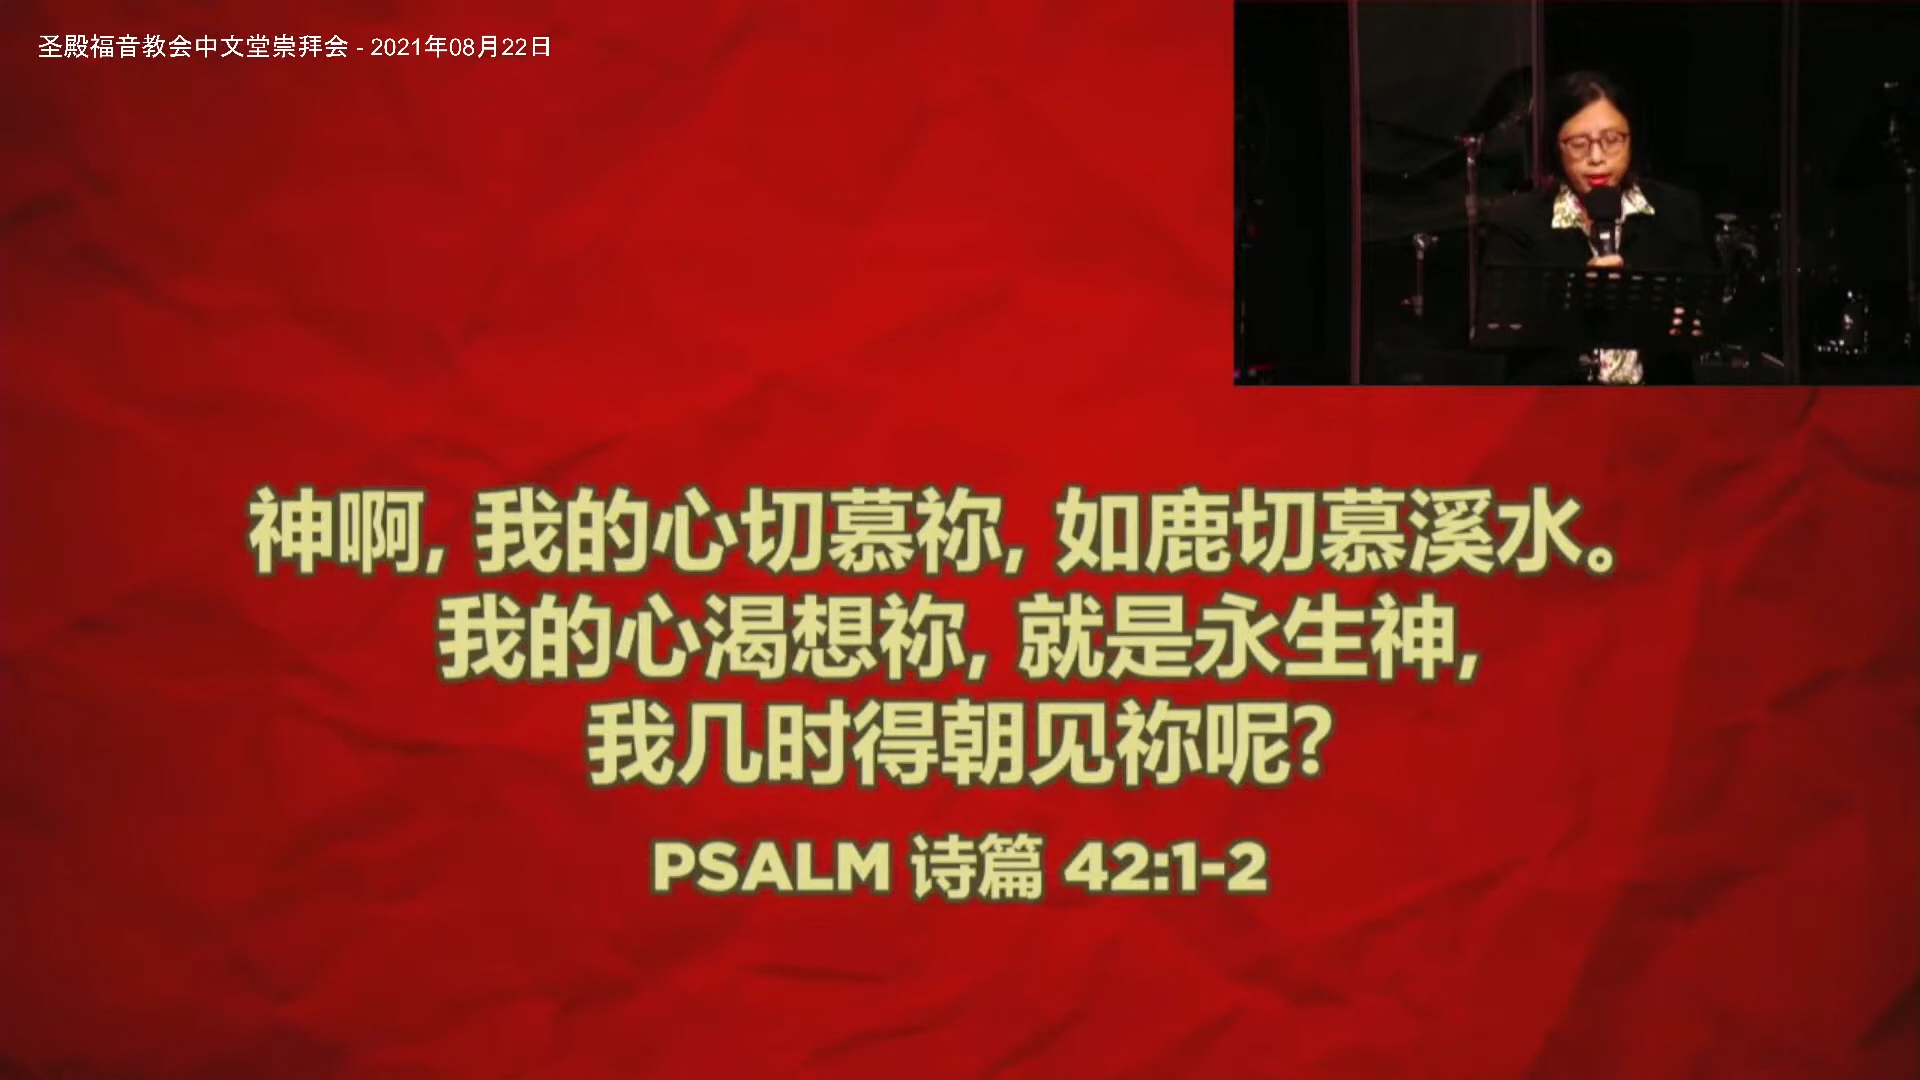 圣殿福音教会中文堂崇拜会 - 2021年08月22日
神啊, 我的心切慕祢, 如鹿切慕溪水。
我的心渴想祢, 就是永生神,
我几时得朝见祢呢?
PSALM 诗篇 42:1-2